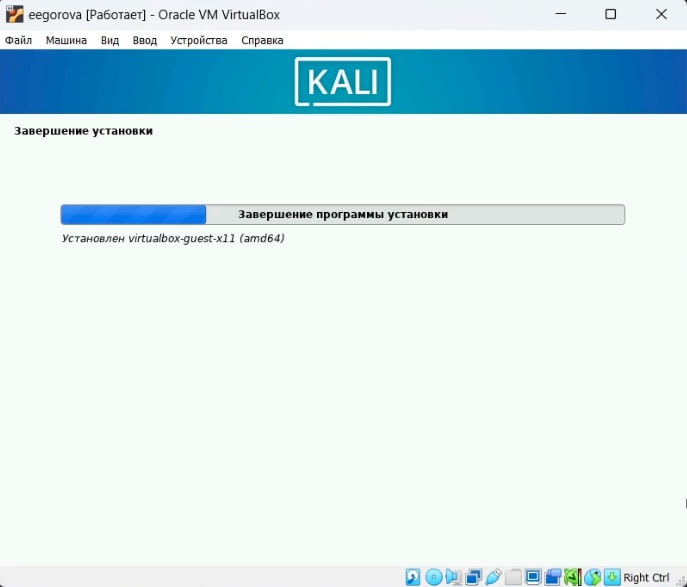 eegorova [Работает] - Oracle VM VirtualBox
Файл Машина Вид Ввод Устройства Справка
KALI
Завершение установки
Завершение программы установки
Установлен virtualbox-guest-x11 (amd64)
Right Ctrl